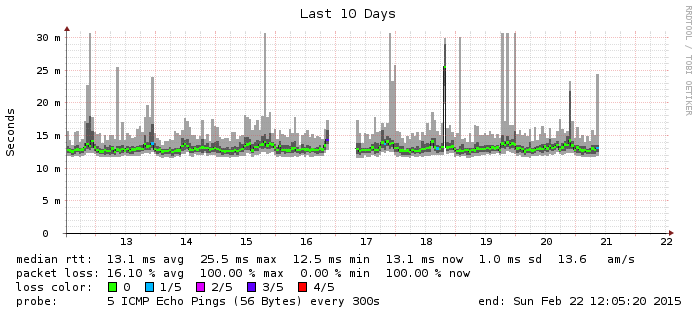 Last 10 Days
RRDTOOL / TOBI OETIKER
Seconds
30 m
25 m
20 m
15 m
10 m
5 m
0
13 14 15 16 17 18 19 20 21 22
median rtt: 13.1 ms avg 25.5 ms max 12.5 ms min 13.1 ms now 1.0 ms sd 13.6 am/s
packet loss: 16.10 % avg 100.00 % max 0.00 % min 100.00 % now
loss color: 0 1/5 2/5 3/5 4/5
probe: 5 ICMP Echo Pings (56 Bytes) every 300s end: Sun Feb 22 12:05:20 2015